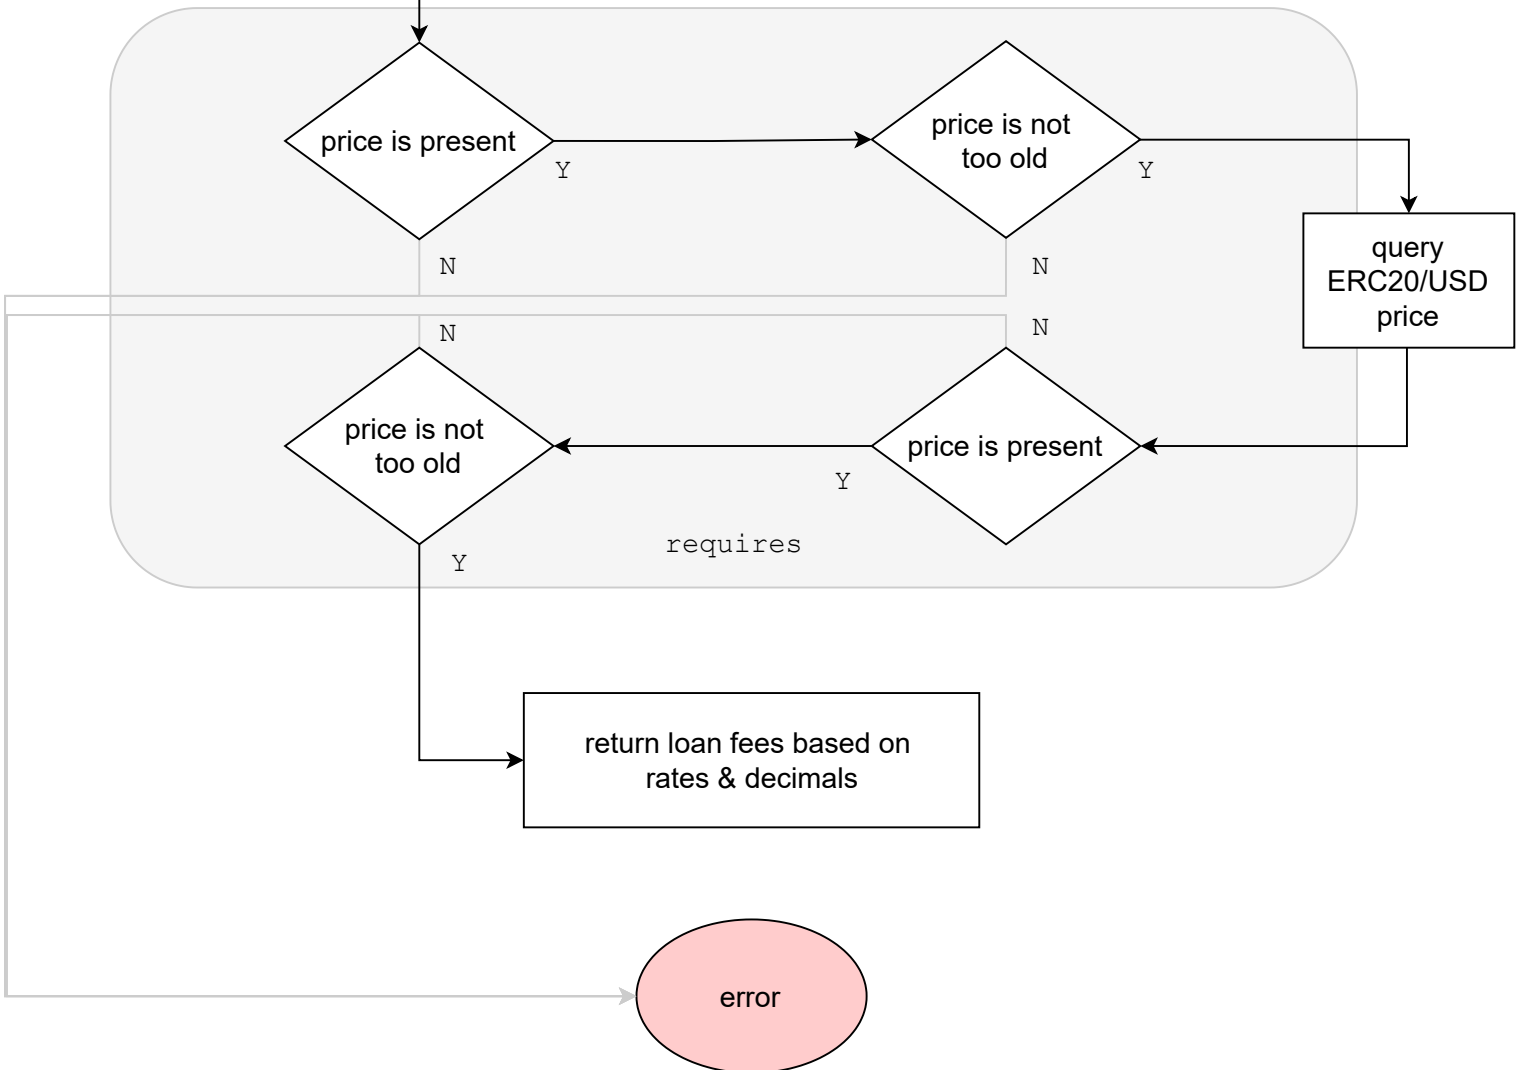 price is present
Y
N
price is not
too old
Y
N
query
ERC20/USD
price
price is present
N
Y
price is not
too old
N
Y
requires
return loan fees based on
rates & decimals
error